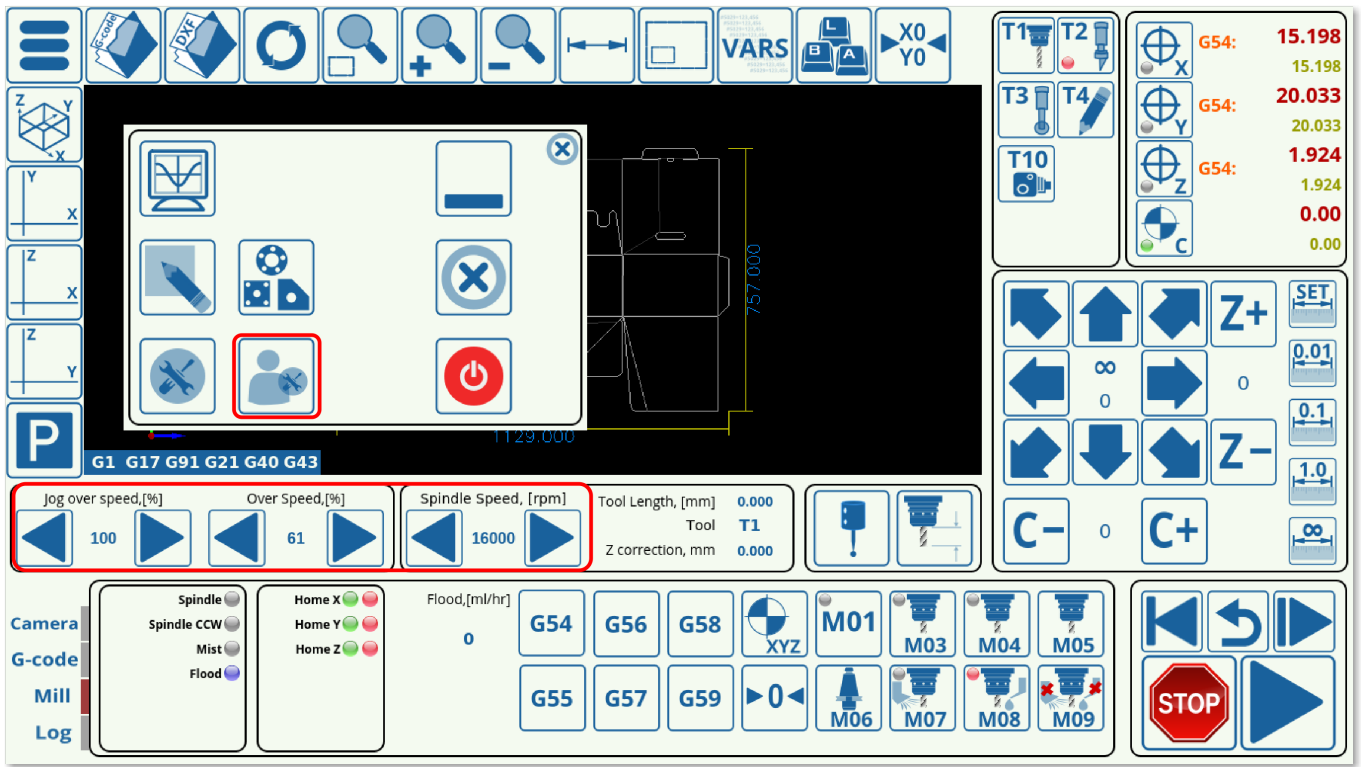 G-code
DXF
VARS
L
B A
X0
Y0
Z
Y
X
Y
X
Z
X
Z
Y
P
757.000
1129.000
G1 G17 G91 G21 G40 G43
T1 T2
T3 T4
T10
X G54: 15.198
15.198
Y G54: 20.033
20.033
Z G54: 1.924
1.924
C 0.00
0.00
Z+
∞
0
0
Z−
C− 0 C+
SET
0.01
0.1
1.0
∞
Jog over speed,[%]
100
Over Speed,[%]
61
Spindle Speed, [rpm]
16000
Tool Length, [mm] 0.000
Tool T1
Z correction, mm 0.000
Camera
G-code
Mill
Log
Spindle
Spindle CCW
Mist
Flood
Home X
Home Y
Home Z
Flood,[ml/hr]
0
G54 G56 G58 XYZ M01 M03 M04 M05
G55 G57 G59 0 M06 M07 M08 M09
STOP